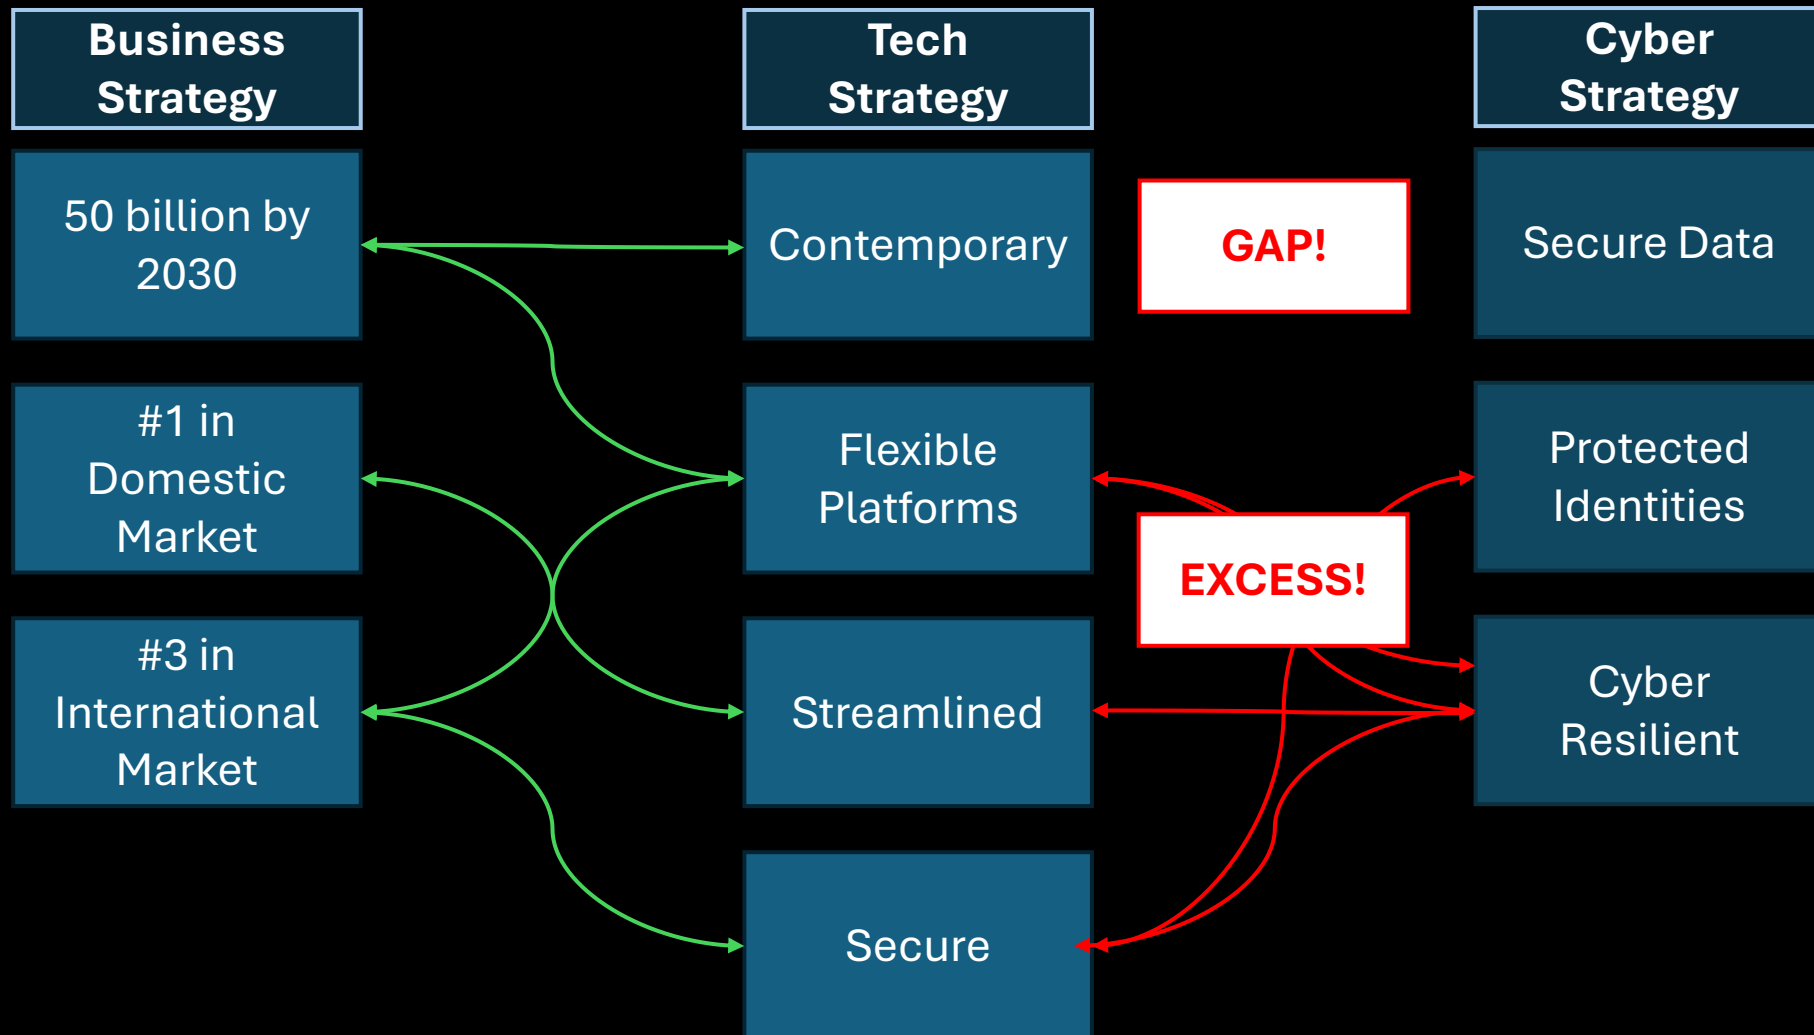 Business
Strategy
Tech
Strategy
Cyber
Strategy
50 billion by
2030
Contemporary
GAP!
Secure Data
#1 in
Domestic
Market
Flexible
Platforms
Protected
Identities
EXCESS!
#3 in
International
Market
Streamlined
Cyber
Resilient
Secure